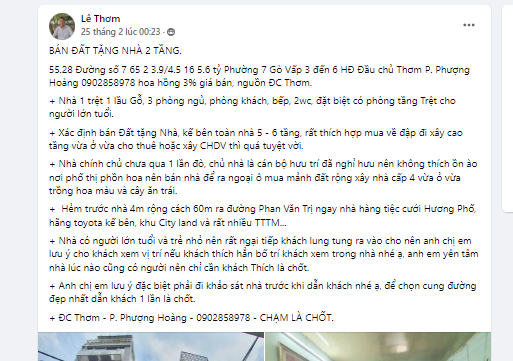 Lê Thơm
25 tháng 2 lúc 00:23 ·
BÁN ĐẤT TẶNG NHÀ 2 TẦNG.
55.28 Đường số 7 65 2 3.9/4.5 16 5.6 tỷ Phường 7 Gò Vấp 3 đến 6 HĐ Đầu chủ Thơm P. Phượng
Hoàng 0902858978 hoa hồng 3% giá bán, nguồn ĐC Thơm.
+ Nhà 1 trệt 1 lầu Gỗ, 3 phòng ngủ, phòng khách, bếp, 2wc, đặt biệt có phòng tầng Trệt cho
người lớn tuổi.
+ Xác định bán Đất tặng Nhà, kế bên toàn nhà 5 - 6 tầng, rất thích hợp mua về đập đi xây cao
tầng vừa ở vừa cho thuê hoặc xây CHDV thì quá tuyệt vời.
+ Nhà chính chủ chưa qua 1 lần đò, chủ nhà là cán bộ hưu trí đã nghỉ hưu nên không thích ồn ào
nơi phố thị phồn hoa nên bán nhà để ra ngoại ô mua mảnh đất rộng xây nhà cấp 4 vừa ở vừa
trồng hoa màu và cây ăn trái.
+ Hẻm trước nhà 4m rộng cách 60m ra đường Phan Văn Trị ngay nhà hàng tiệc cưới Hương Phố,
hãng toyota kế bên, khu City land và rất nhiều TTTM...
+ Nhà có người lớn tuổi và trẻ nhỏ nên rất ngại tiếp khách lung tung ra vào cho nên anh chị em
lưu ý cho khách xem vị trí nếu khách thích hẳn bố trí khách xem trong nhà nhé ạ, anh em yên tâm
nhà lúc nào cũng có người nên chỉ cần khách Thích là chốt.
+ Anh chị em lưu ý đặc biệt phải đi khảo sát nhà trước khi dẫn khách nhé ạ, để chọn cung đường
đẹp nhất dẫn khách 1 lần là chốt.
+ ĐC Thơm - P. Phượng Hoàng - 0902858978 - CHẠM LÀ CHỐT.